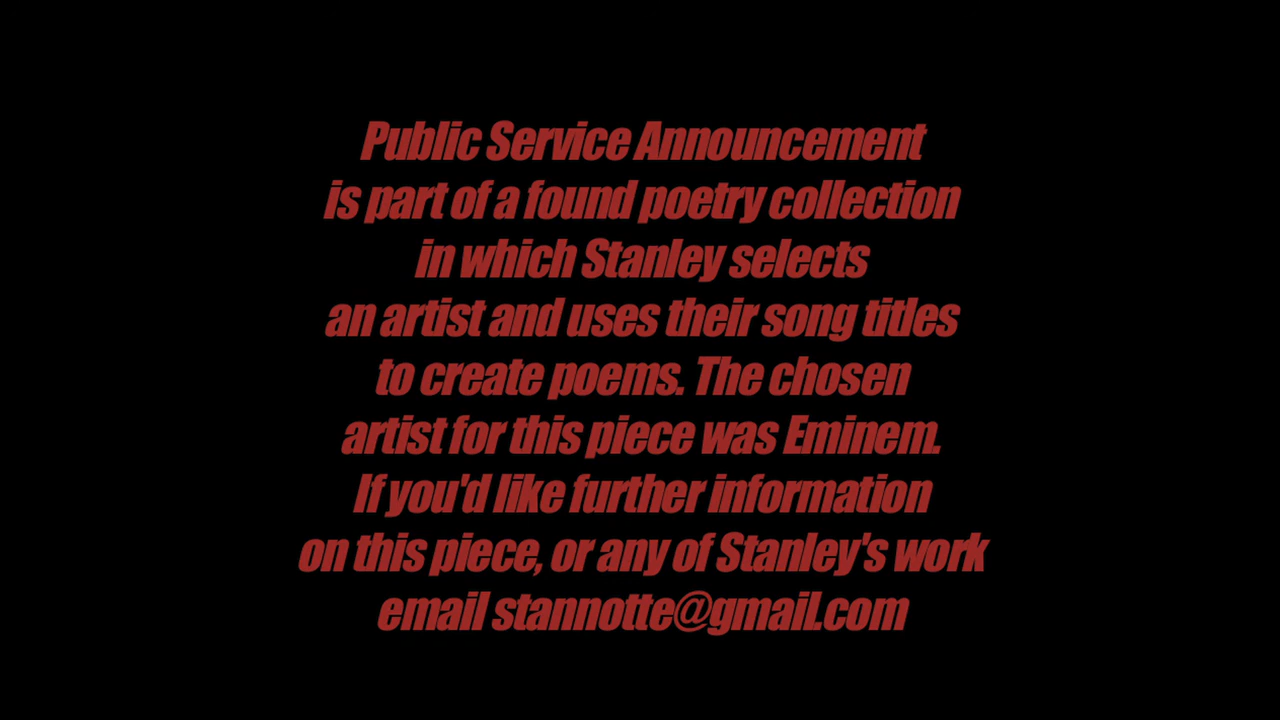 Public Service Announcement
is part of a found poetry collection
in which Stanley selects
an artist and uses their song titles
to create poems. The chosen
artist for this piece was Eminem.
If you'd like further information
on this piece, or any of Stanley's work
email stannotte@gmail.com